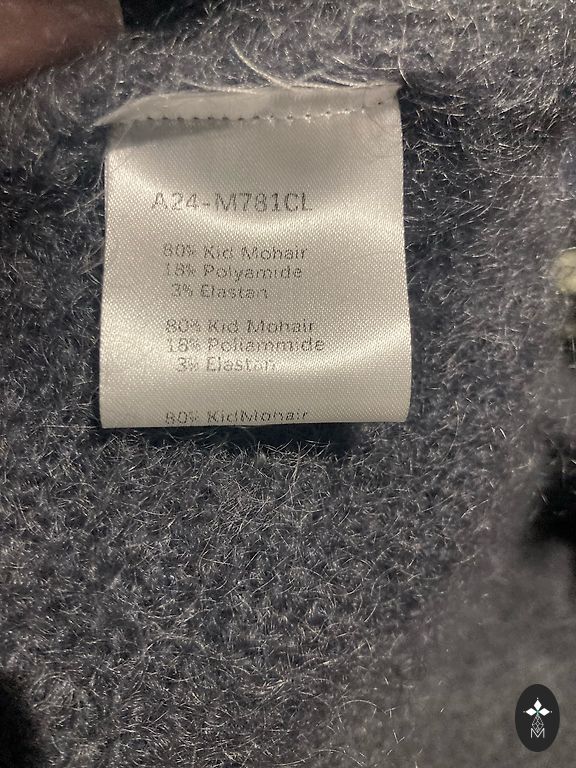 A24-M781CL
80% Kid Mohair
18% Polyamide
3% Elastan
80% Kid Mohair
18% Poliammide
3% Elastan
80% KidMohair
M